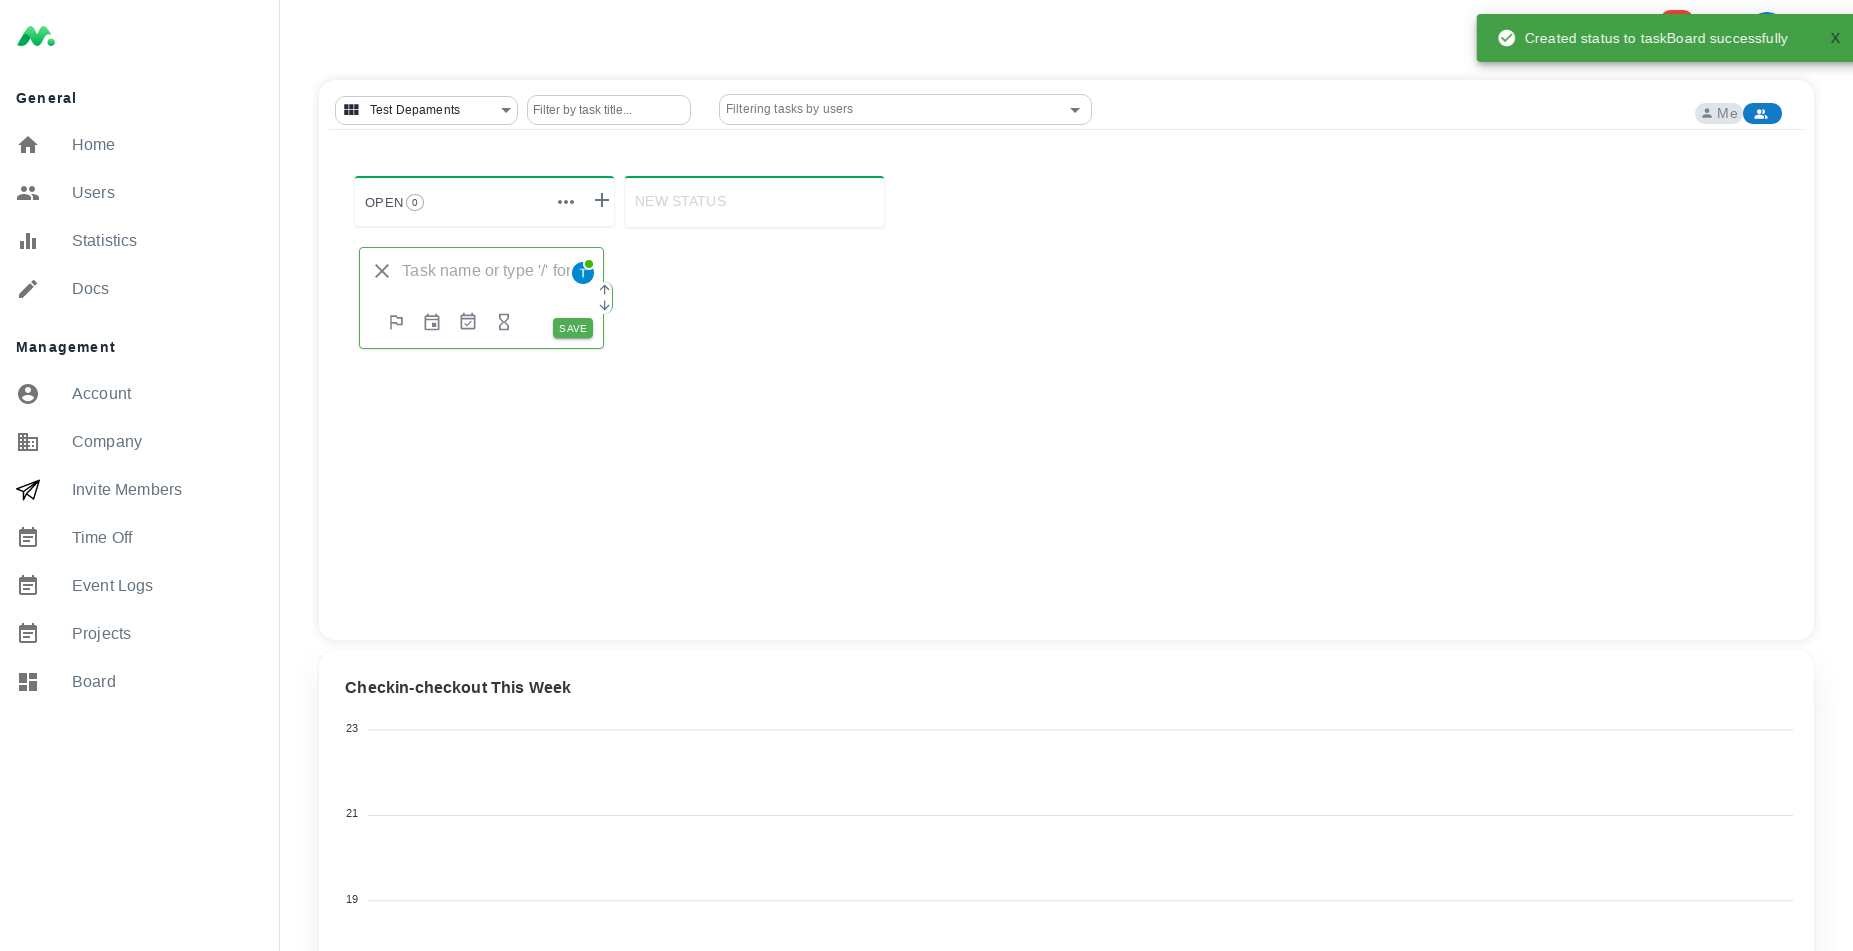 Created status to taskBoard successfully X
General
Home
Users
Statistics
Docs
Management
Account
Company
Invite Members
Time Off
Event Logs
Projects
Board
Test Depaments
Filter by task title...
Filtering tasks by users
Me
OPEN 0
NEW STATUS
Task name or type '/' for
T
SAVE
Checkin-checkout This Week
23
21
19